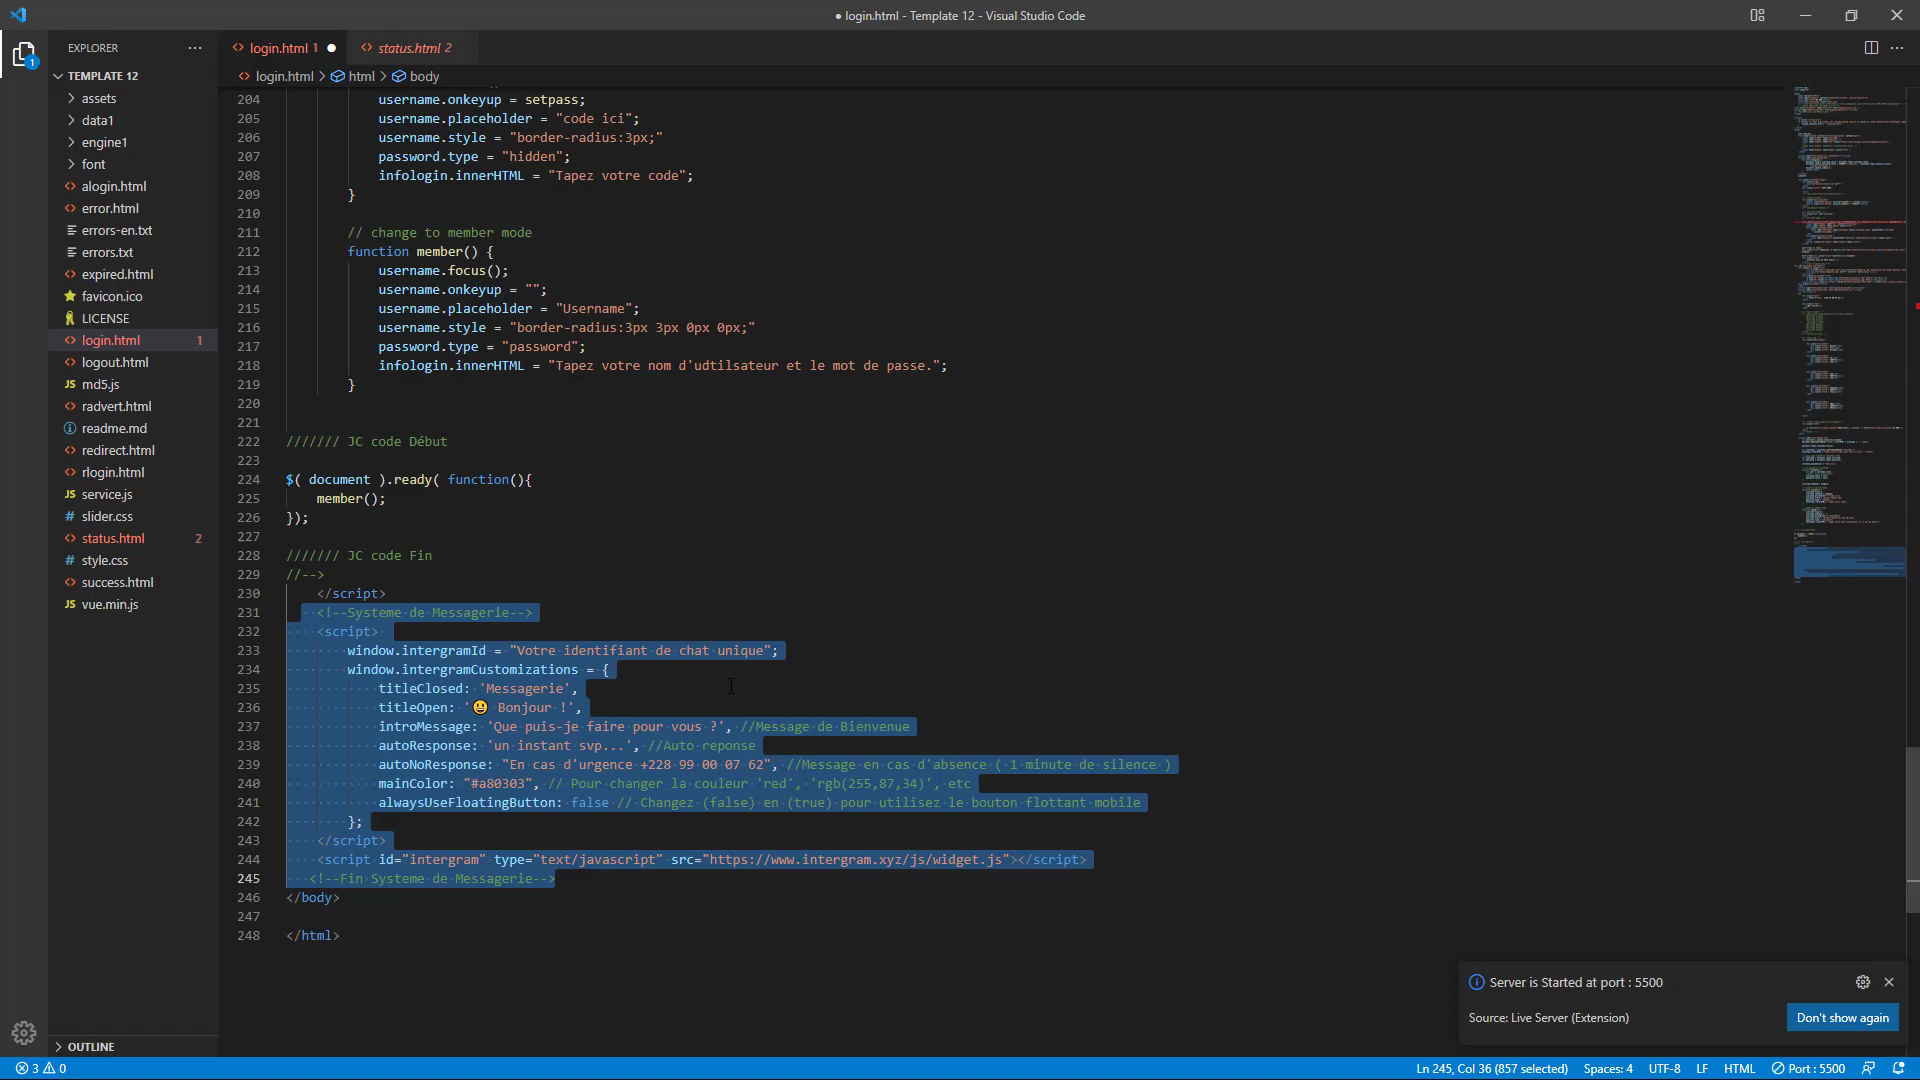 ● login.html - Template 12 - Visual Studio Code
EXPLORER
TEMPLATE 12
assets
data1
engine1
font
alogin.html
error.html
errors-en.txt
errors.txt
expired.html
favicon.ico
LICENSE
login.html 1
logout.html
md5.js
radvert.html
readme.md
redirect.html
rlogin.html
service.js
slider.css
status.html 2
style.css
success.html
vue.min.js
OUTLINE
1
login.html 1 ●
status.html 2
login.html > html > body
204 username.onkeyup = setpass;
205 username.placeholder = "code ici";
206 username.style = "border-radius:3px;"
207 password.type = "hidden";
208 infologin.innerHTML = "Tapez votre code";
209 }
210
211 // change to member mode
212 function member() {
213 username.focus();
214 username.onkeyup = "";
215 username.placeholder = "Username";
216 username.style = "border-radius:3px 3px 0px 0px;"
217 password.type = "password";
218 infologin.innerHTML = "Tapez votre nom d'udtilsateur et le mot de passe.";
219 }
220
221
222 /////// JC code Début
223
224 $( document ).ready( function(){
225 member();
226 });
227
228 /////// JC code Fin
229 //-->
230 </script>
231 <!--Systeme de Messagerie-->
232 <script>
233 window.intergramId = "Votre identifiant de chat unique";
234 window.intergramCustomizations = {
235 titleClosed: 'Messagerie',
236 titleOpen: '😀 Bonjour !',
237 introMessage: 'Que puis-je faire pour vous ?', //Message de Bienvenue
238 autoResponse: 'un instant svp...', //Auto reponse
239 autoNoResponse: "En cas d'urgence +228 99 00 07 62", //Message en cas d'absence ( 1 minute de silence )
240 mainColor: "#a80303", // Pour changer la couleur 'red', 'rgb(255,87,34)', etc
241 alwaysUseFloatingButton: false // Changez (false) en (true) pour utilisez le bouton flottant mobile
242 };
243 </script>
244 <script id="intergram" type="text/javascript" src="https://www.intergram.xyz/js/widget.js"></script>
245 <!--Fin Systeme de Messagerie-->
246 </body>
247
248 </html>
Server is Started at port : 5500
Source: Live Server (Extension)
Don't show again
3 0
Ln 245, Col 36 (857 selected) Spaces: 4 UTF-8 LF HTML Port : 5500